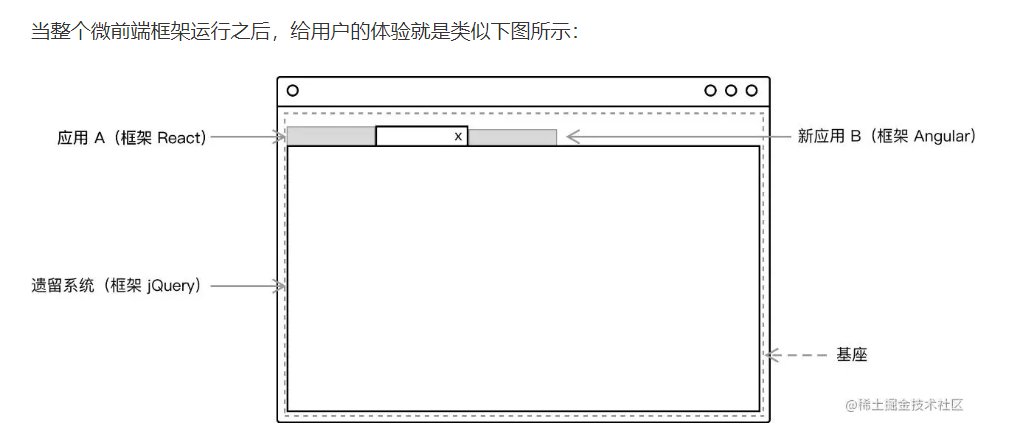 当整个微前端框架运行之后，给用户的体验就是类似下图所示：
应用 A（框架 React）
x
新应用 B（框架 Angular）
遗留系统（框架 jQuery）
基座
@稀土掘金技术社区